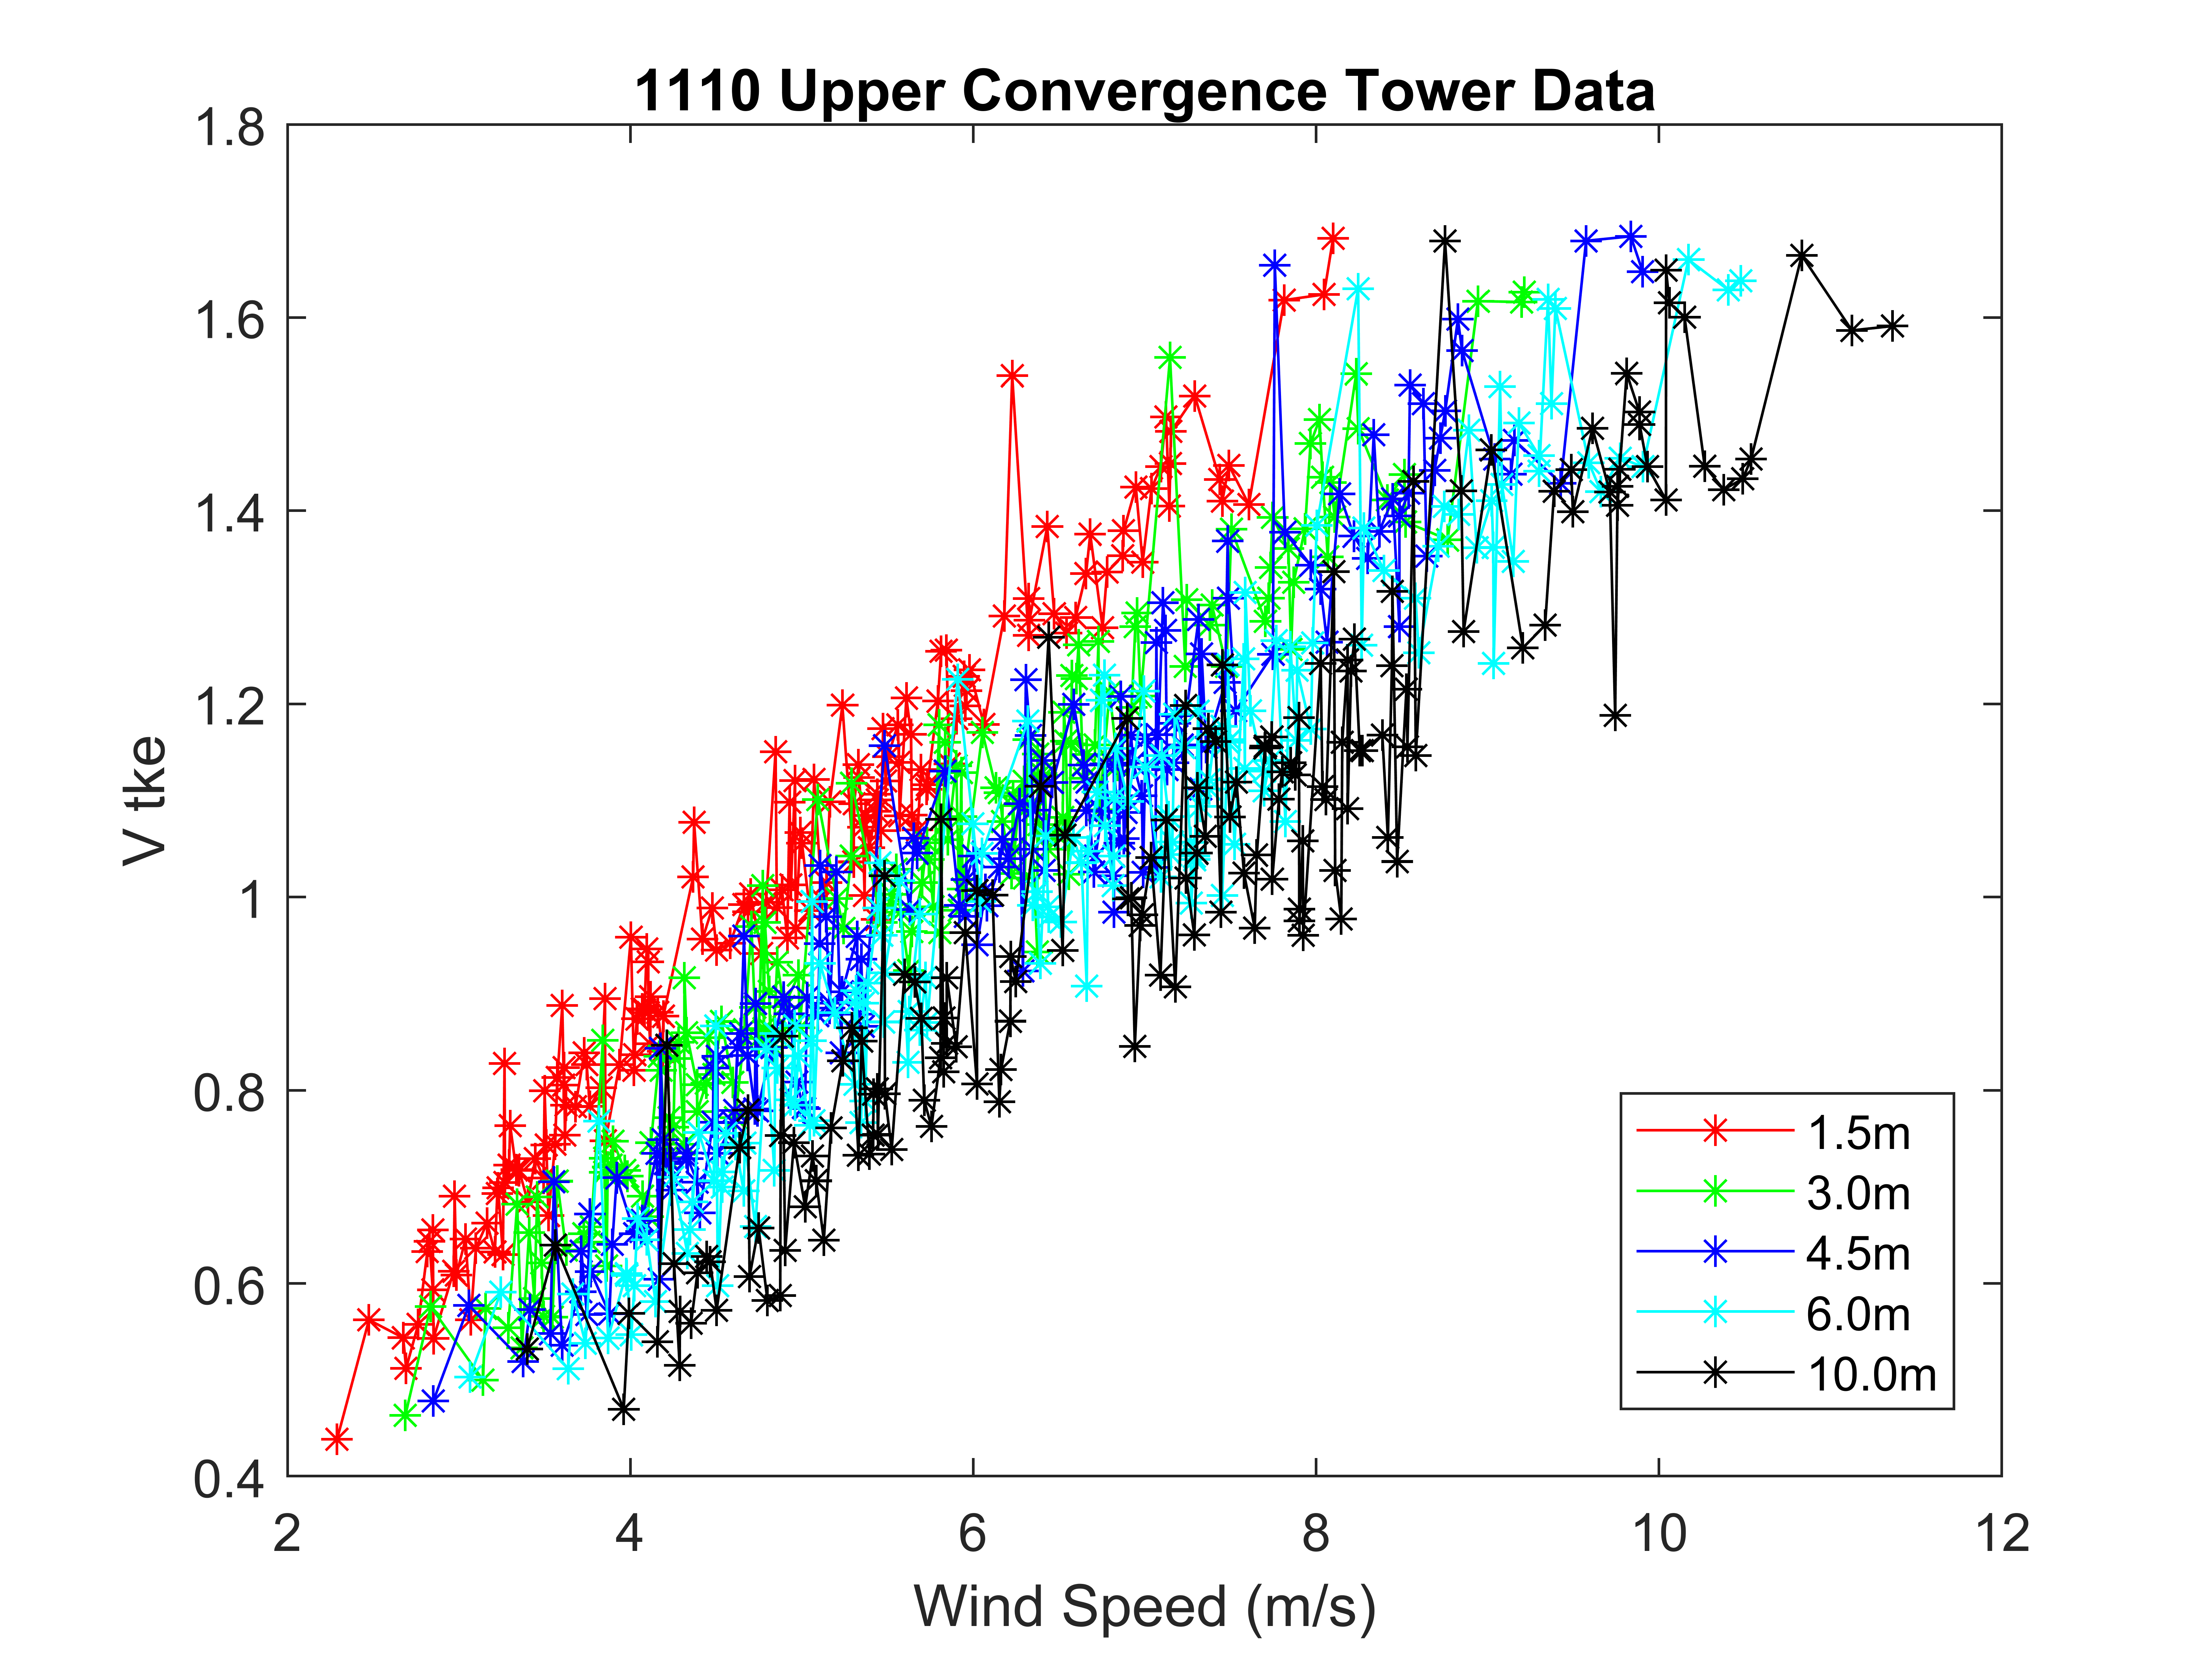 1110 Upper Convergence Tower Data
1.8
1.6
1.4
1.2
1
0.8
0.6
0.4
V tke
1.5m
3.0m
4.5m
6.0m
10.0m
2 4 6 8 10 12
Wind Speed (m/s)